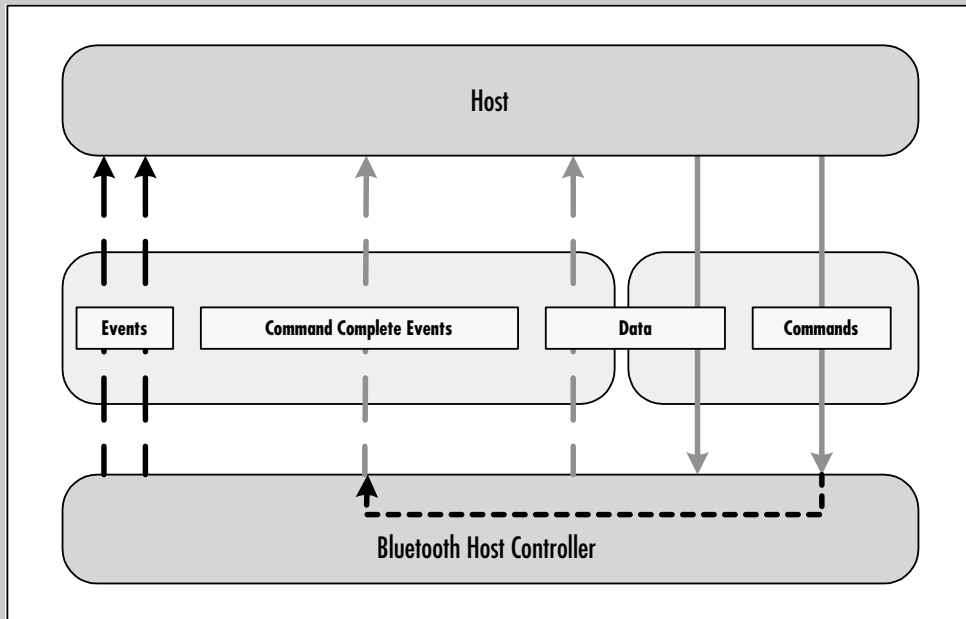 Host
Events
Command Complete Events
Data
Commands
Bluetooth Host Controller